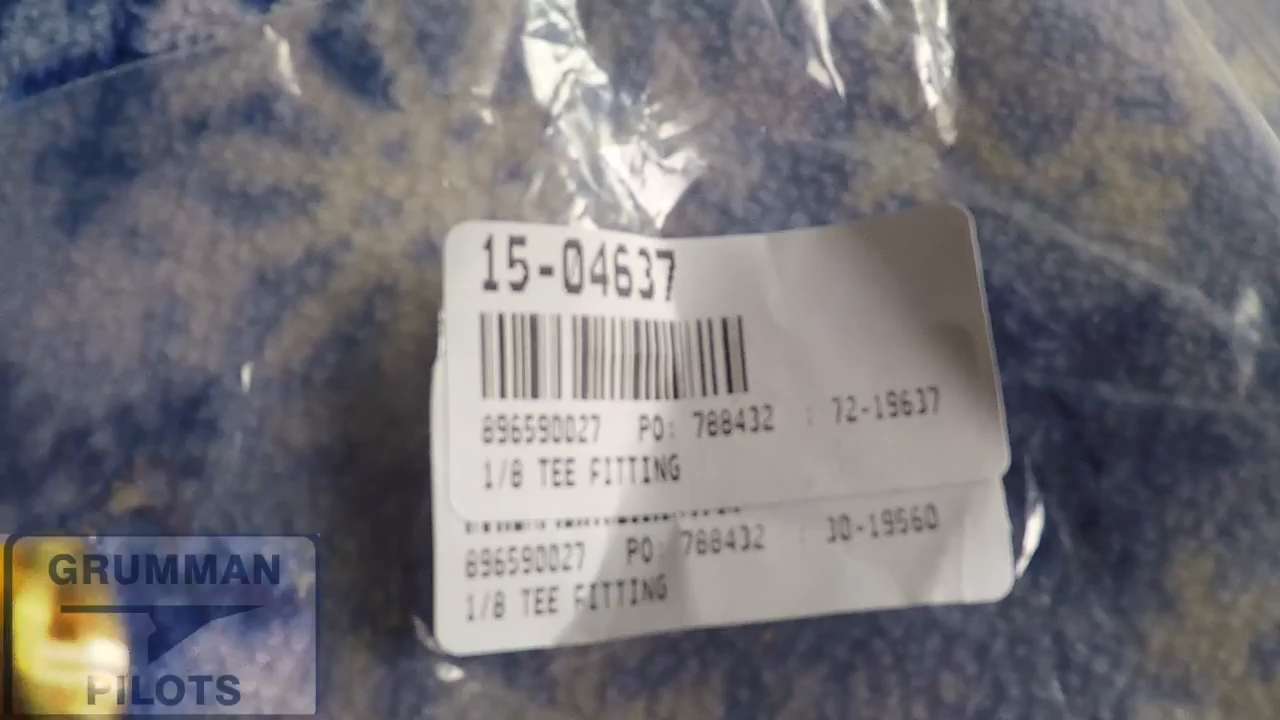 15-04637
896590027 PO: 788432 : 72-19637
1/8 TEE FITTING
896590027 PO: 788432 : 30-19560
1/8 TEE FITTING
GRUMMAN
PILOTS